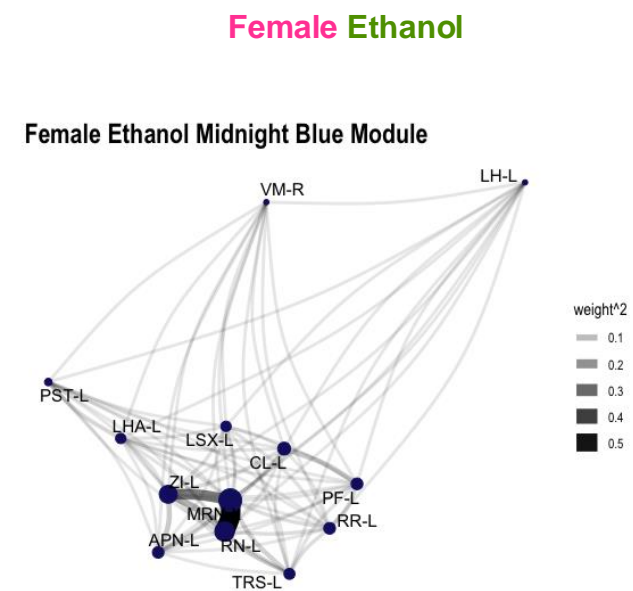 Female Ethanol
Female Ethanol Midnight Blue Module
LH-L
VM-R
weight^2
0.1
0.2
0.3
0.4
0.5
PST-L
LHA-L
LSX-L
CL-L
ZI-L
PF-L
MRN
RR-L
APN-L
RN-L
TRS-L